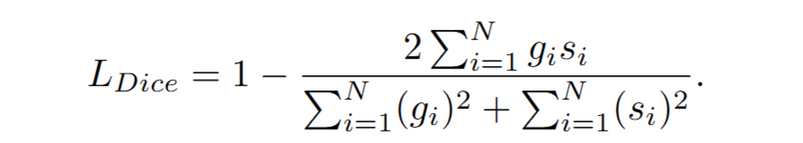 L_{Dice} = 1 - \frac{2 \sum_{i=1}^{N} g_i s_i}{\sum_{i=1}^{N} (g_i)^2 + \sum_{i=1}^{N} (s_i)^2}.